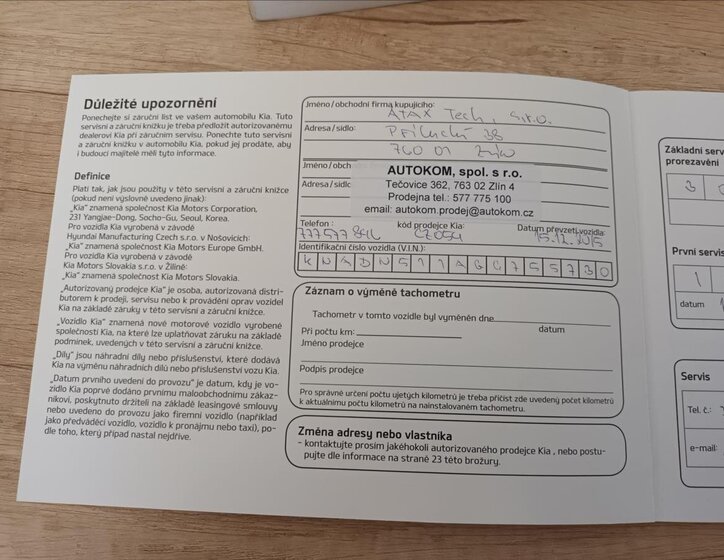 Důležité upozornění
Ponechejte si záruční list ve vašem automobilu Kia. Tuto
servisní a záruční knížku je třeba předložit autorizovanému
dealerovi Kia při záručním servisu. Ponechte tuto servisní
a záruční knížku v automobilu Kia, pokud jej prodáte, aby
i budoucí majitelé měli tyto informace.
Definice
Platí tak, jak jsou použity v této servisní a záruční knížce
(pokud není výslovně uvedeno jinak):
„Kia“ znamená společnost Kia Motors Corporation,
231 Yangjae-Dong, Socho-Gu, Seoul, Korea.
Pro vozidla Kia vyrobená v závodě
Hyundai Manufacturing Czech s.r.o. v Nošovicích:
„Kia“ znamená společnost Kia Motors Europe GmbH.
Pro vozidla Kia vyrobená v závodě
Kia Motors Slovakia s.r.o. v Žilině:
„Kia“ znamená společnost Kia Motors Slovakia.
„Autorizovaný prodejce Kia“ je osoba, autorizovaná distri-
butorem k prodeji, servisu nebo k provádění oprav vozidel
Kia na základě záruky v této servisní a záruční knížce.
„Vozidlo Kia“ znamená nové motorové vozidlo vyrobené
společností Kia, na které lze uplatňovat záruku na základě
podmínek, uvedených v této servisní a záruční knížce.
„Díly“ jsou náhradní díly nebo příslušenství, které dodává
Kia na výměnu náhradních dílů nebo příslušenství vozu Kia.
„Datum prvního uvedení do provozu“ je datum, kdy je vo-
zidlo Kia poprvé dodáno prvnímu maloobchodnímu zákaz-
níkovi, poskytnuto držiteli na základě leasingové smlouvy
nebo uvedeno do provozu jako firemní vozidlo (například
jako předváděcí vozidlo, vozidlo k pronájmu nebo taxi), po-
dle toho, který případ nastal nejdříve.
Jméno/obchodní firma kupujícího:
ATAX Tech, s.r.o.
Adresa/sídlo:
Příluchá 38
760 01 Zlín
Jméno/obch
Adresa/sídlo
AUTOKOM, spol. s r.o.
Tečovice 362, 763 02 Zlín 4
Prodejna tel.: 577 775 100
email: autokom.prodej@autokom.cz
Telefon: kód prodejce Kia: Datum převzetí vozidla:
CZ054 15.12.2015
Identifikační číslo vozidla (V.I.N.):
KNADN511AGC755730
Záznam o výměně tachometru
Tachometr v tomto vozidle byl vyměněn dne
datum
Při počtu km:
Jméno prodejce
Podpis prodejce
Pro správné určení počtu ujetých kilometrů je třeba přičíst zde uvedený počet kilometrů
k aktuálnímu počtu kilometrů na nainstalovaném tachometru.
Změna adresy nebo vlastníka
- kontaktujte prosím jakéhokoli autorizovaného prodejce Kia , nebo postu-
pujte dle informace na straně 23 této brožury.
Základní serv
prorezavění
3 0
První servis
1
datum
Servis
Tel. č.:
e-mail: